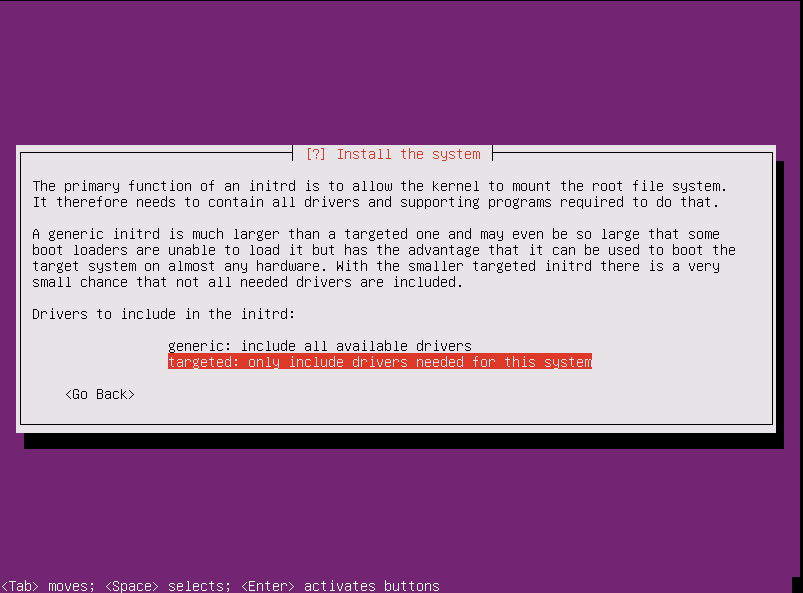 [?] Install the system
The primary function of an initrd is to allow the kernel to mount the root file system.
It therefore needs to contain all drivers and supporting programs required to do that.
A generic initrd is much larger than a targeted one and may even be so large that some
boot loaders are unable to load it but has the advantage that it can be used to boot the
target system on almost any hardware. With the smaller targeted initrd there is a very
small chance that not all needed drivers are included.
Drivers to include in the initrd:
generic: include all available drivers
targeted: only include drivers needed for this system
<Go Back>
<Tab> moves; <Space> selects; <Enter> activates buttons